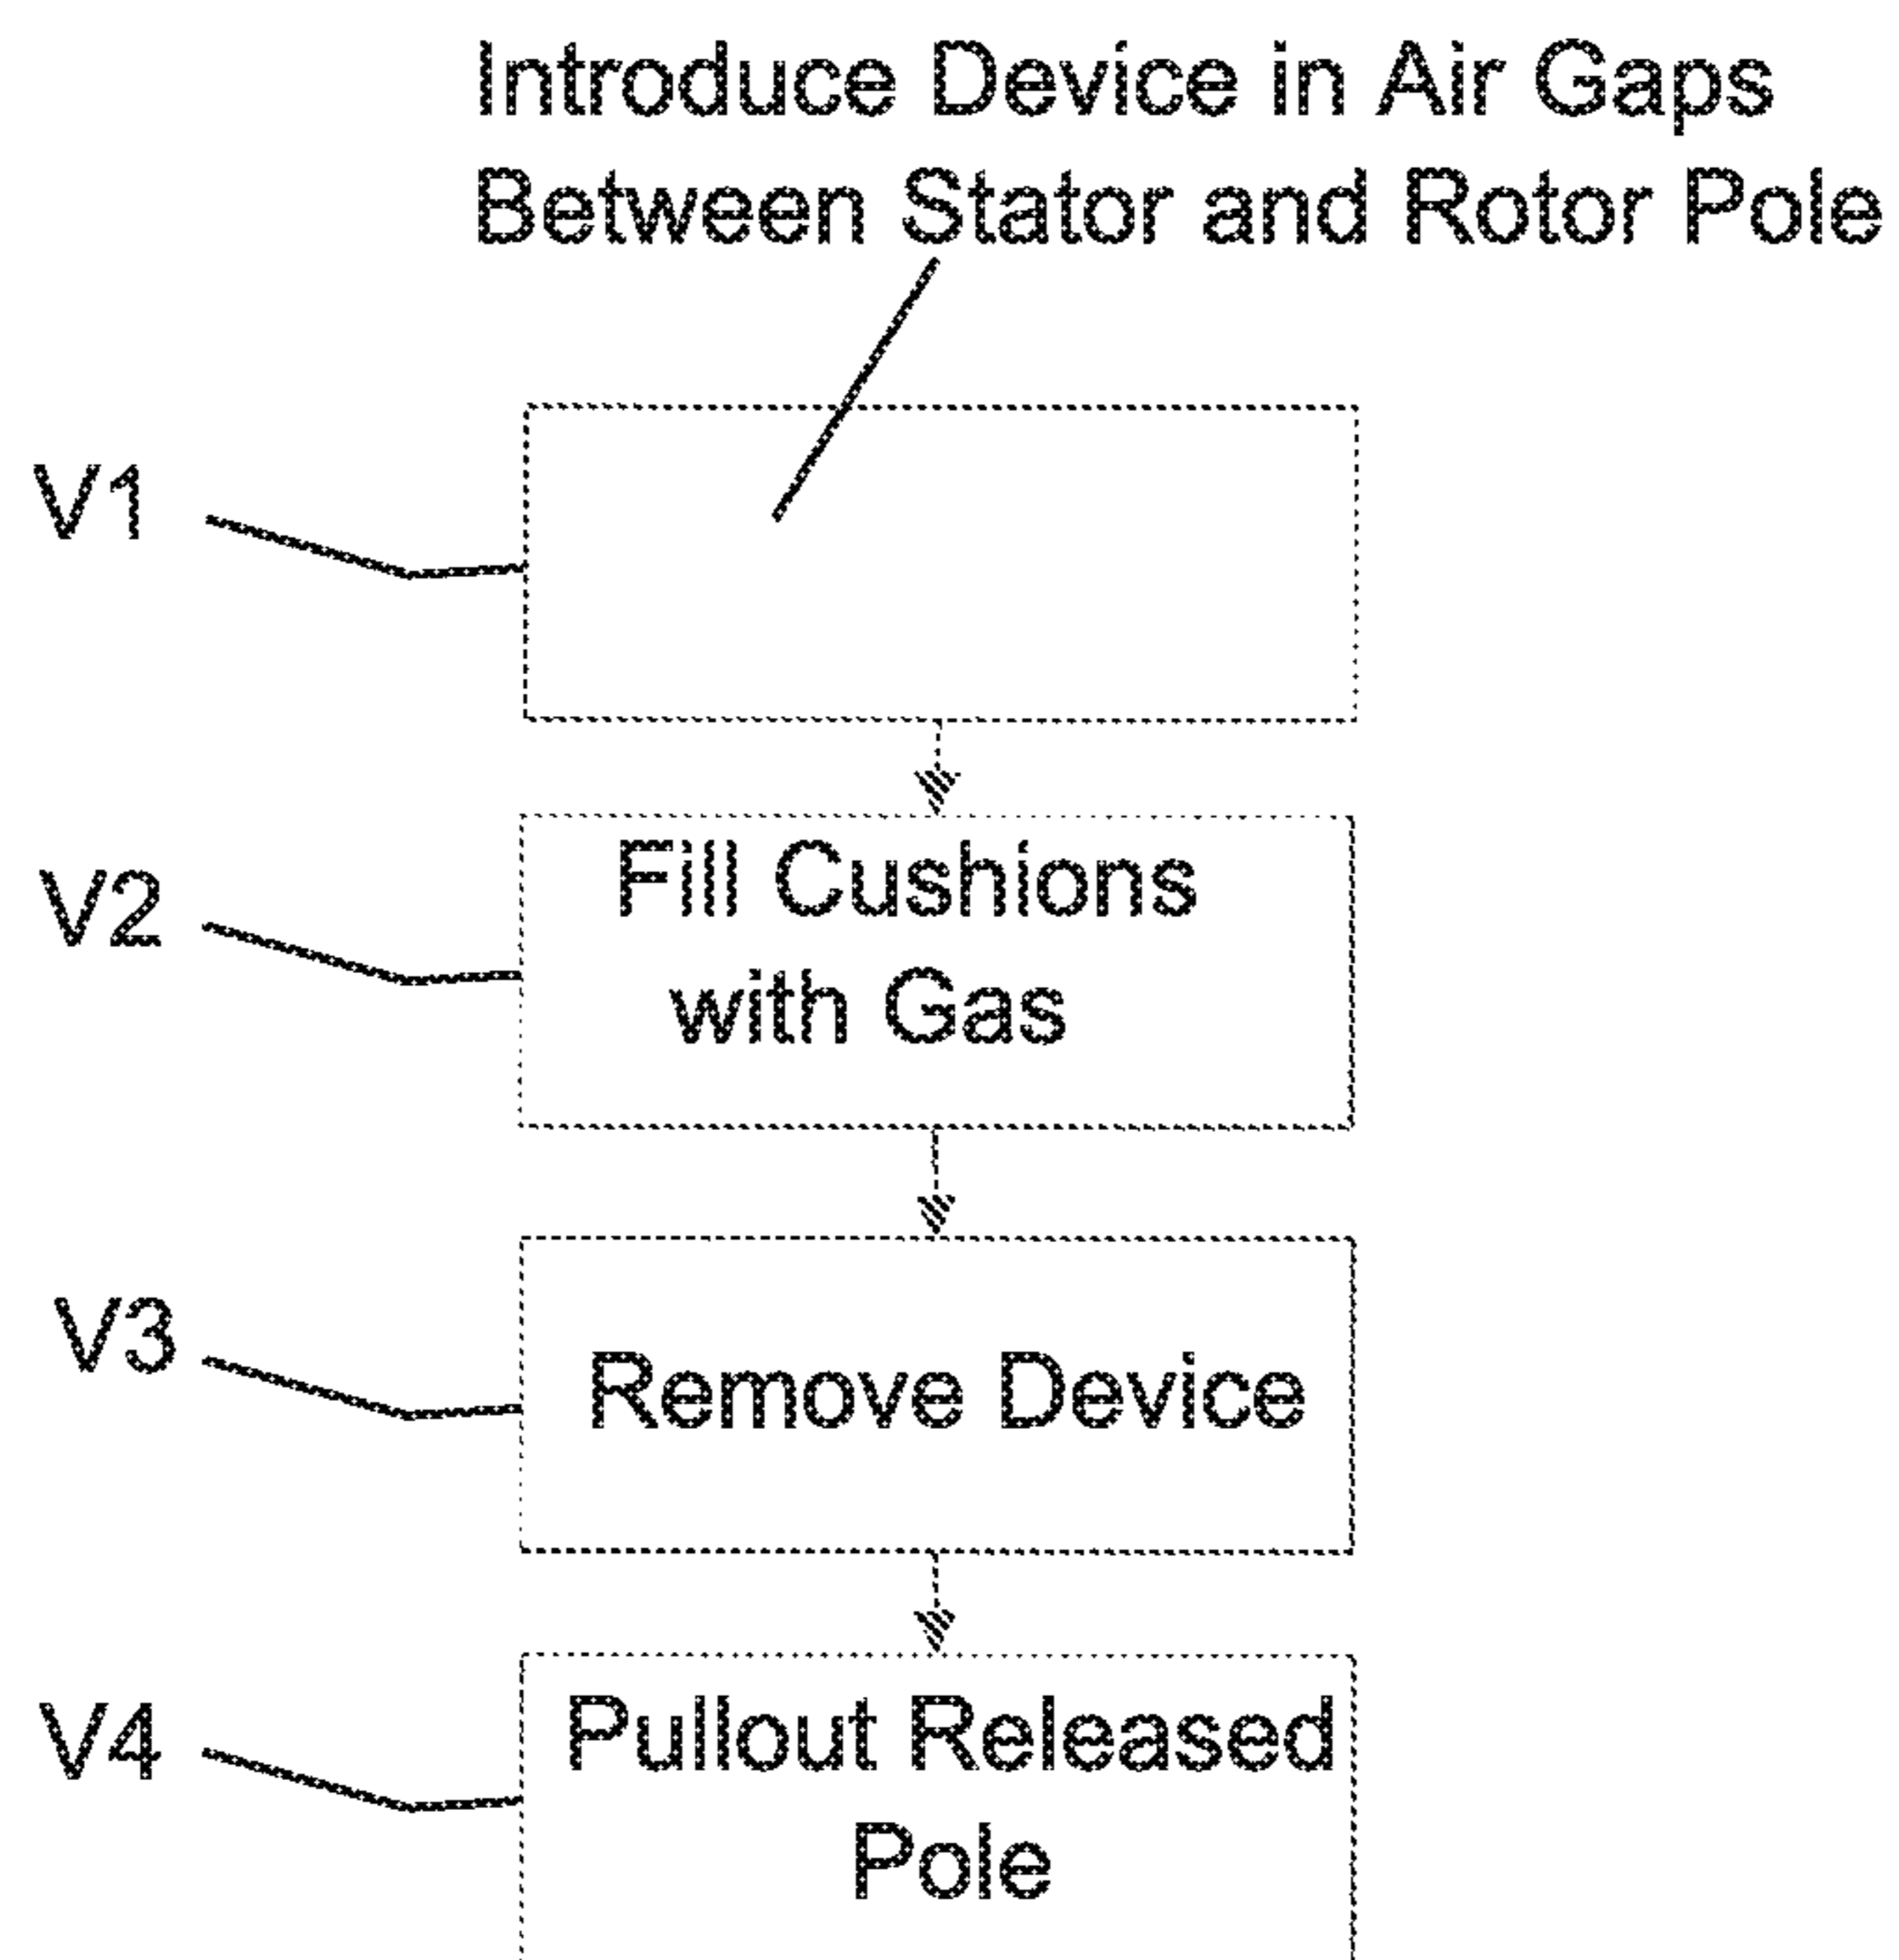 Introduce Device in Air Gaps
Between Stator and Rotor Pole
V1
V2
Fill Cushions
with Gas
V3
Remove Device
V4
Pullout Released
Pole